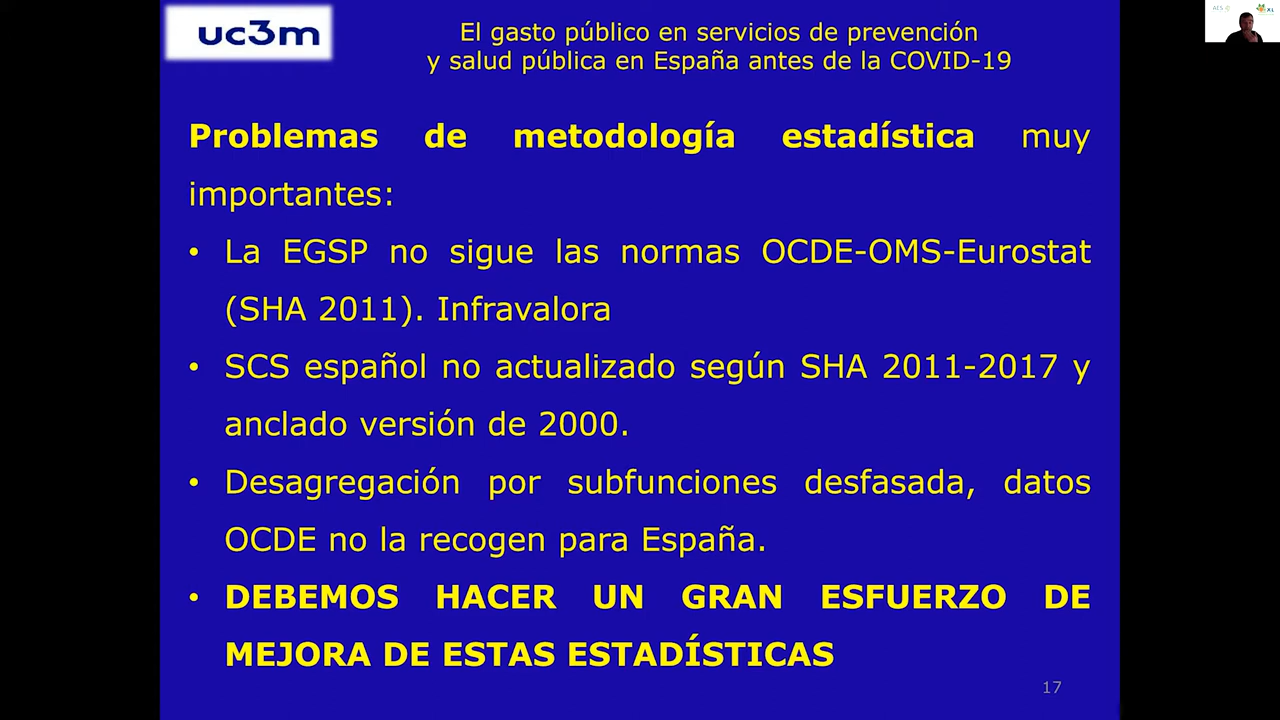 uc3m
El gasto público en servicios de prevención
y salud pública en España antes de la COVID-19
Problemas de metodología estadística muy
importantes:
• La EGSP no sigue las normas OCDE-OMS-Eurostat
(SHA 2011). Infravalora
• SCS español no actualizado según SHA 2011-2017 y
anclado versión de 2000.
• Desagregación por subfunciones desfasada, datos
OCDE no la recogen para España.
• DEBEMOS HACER UN GRAN ESFUERZO DE
MEJORA DE ESTAS ESTADÍSTICAS
17